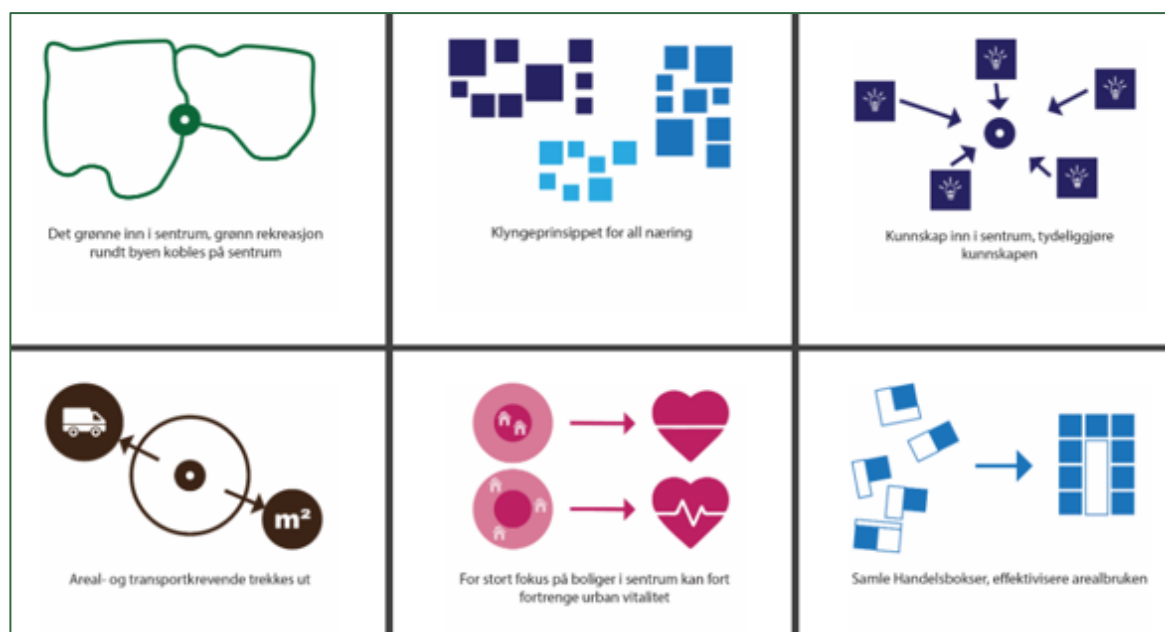 Det grønne inn i sentrum, grønn rekreasjon
rundt byen kobles på sentrum
Klyngeprinsippet for all næring
Kunnskap inn i sentrum, tydeliggjøre
kunnskapen
m²
Areal- og transportkrevende trekkes ut
For stort fokus på boliger i sentrum kan fort
fortrenge urban vitalitet
Samle Handelsbokser, effektivisere arealbruken